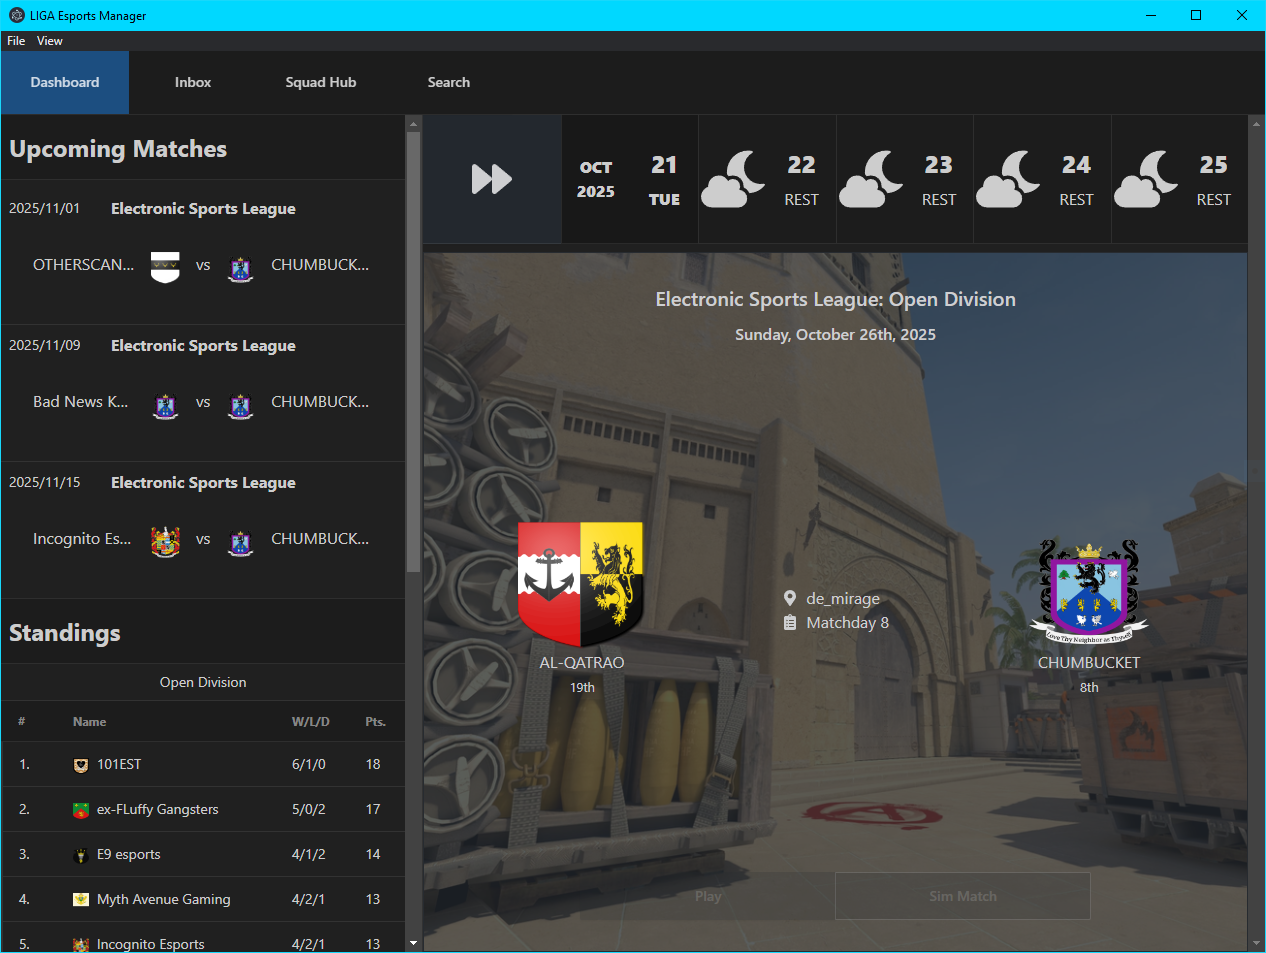 LIGA Esports Manager
File View
Dashboard Inbox Squad Hub Search
Upcoming Matches
2025/11/01 Electronic Sports League
OTHERSCAN... vs CHUMBUCK...
2025/11/09 Electronic Sports League
Bad News K... vs CHUMBUCK...
2025/11/15 Electronic Sports League
Incognito Es... vs CHUMBUCK...
Standings
Open Division
# Name W/L/D Pts.
1. 101EST 6/1/0 18
2. ex-FLuffy Gangsters 5/0/2 17
3. E9 esports 4/1/2 14
4. Myth Avenue Gaming 4/2/1 13
5. Incognito Esports 4/2/1 13
OCT 2025
21 TUE
22 REST
23 REST
24 REST
25 REST
Electronic Sports League: Open Division
Sunday, October 26th, 2025
AL-QATRAO
19th
de_mirage
Matchday 8
Love Thy Neighbor as Thyself
CHUMBUCKET
8th
Play
Sim Match